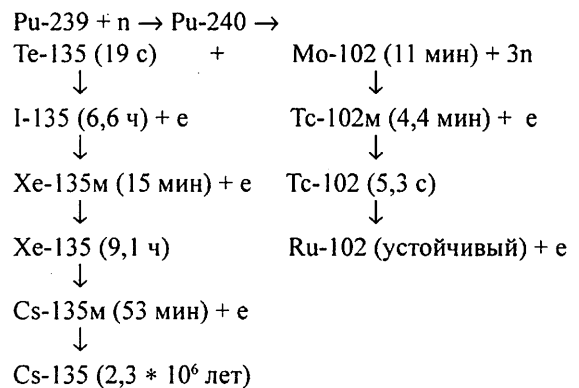 Pu-239 + n → Pu-240 →
Te-135 (19 с) + Mo-102 (11 мин) + 3n
↓ ↓
I-135 (6,6 ч) + e Tc-102м (4,4 мин) + e
↓ ↓
Xe-135м (15 мин) + e Tc-102 (5,3 с)
↓ ↓
Xe-135 (9,1 ч) Ru-102 (устойчивый) + e
↓
Cs-135м (53 мин) + e
↓
Cs-135 (2,3 * 10⁶ лет)